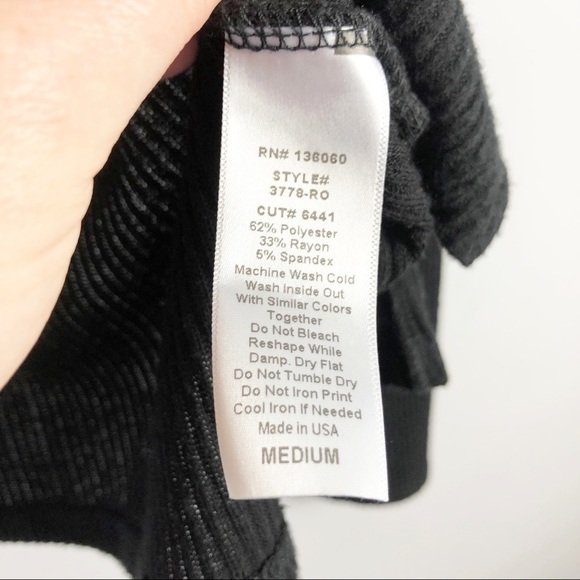 RN# 136060
STYLE#
3778-RO
CUT# 6441
62% Polyester
33% Rayon
5% Spandex
Machine Wash Cold
Wash Inside Out
With Similar Colors
Together
Do Not Bleach
Reshape While
Damp. Dry Flat
Do Not Tumble Dry
Do Not Iron Print
Cool Iron If Needed
Made in USA
MEDIUM